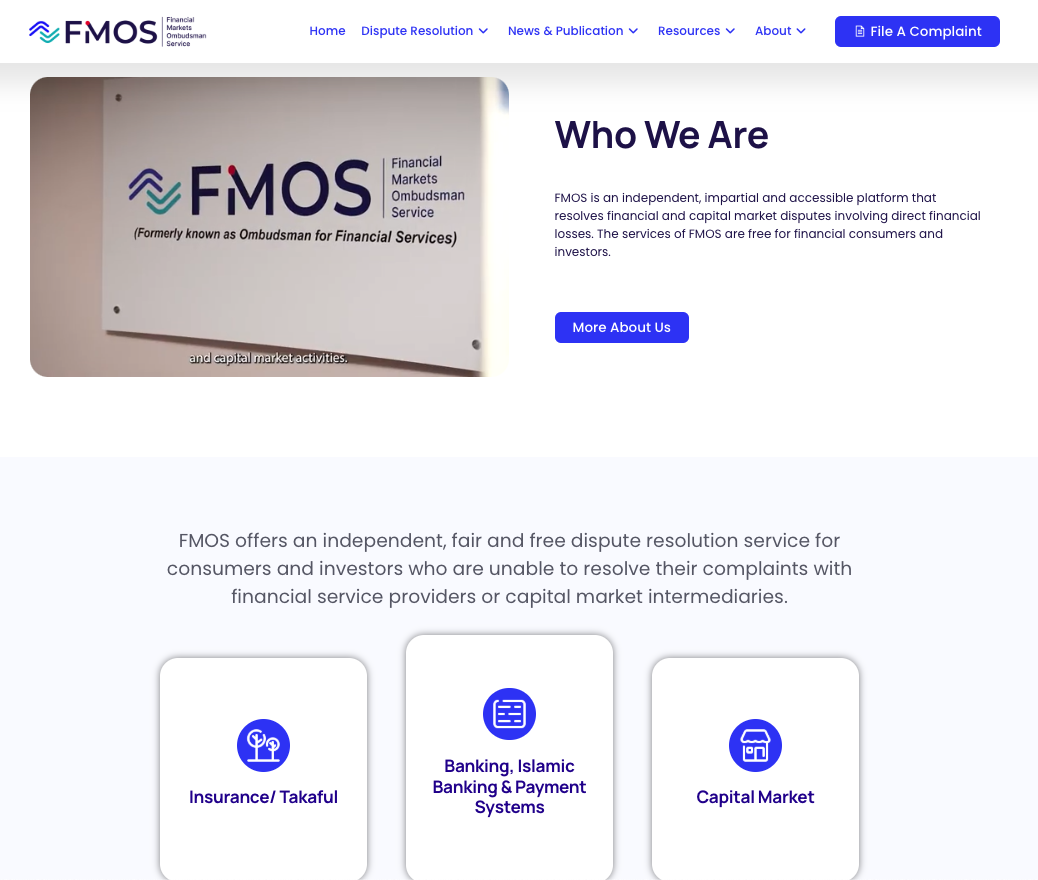 FMOS
Financial
Markets
Ombudsman
Service
Home
Dispute Resolution
News & Publication
Resources
About
File A Complaint
FMOS
Financial
Markets
Ombudsman
Service
(Formerly known as Ombudsman for Financial Services)
and capital market activities.
Who We Are
FMOS is an independent, impartial and accessible platform that
resolves financial and capital market disputes involving direct financial
losses. The services of FMOS are free for financial consumers and
investors.
More About Us
FMOS offers an independent, fair and free dispute resolution service for
consumers and investors who are unable to resolve their complaints with
financial service providers or capital market intermediaries.
Insurance/ Takaful
Banking, Islamic
Banking & Payment
Systems
Capital Market